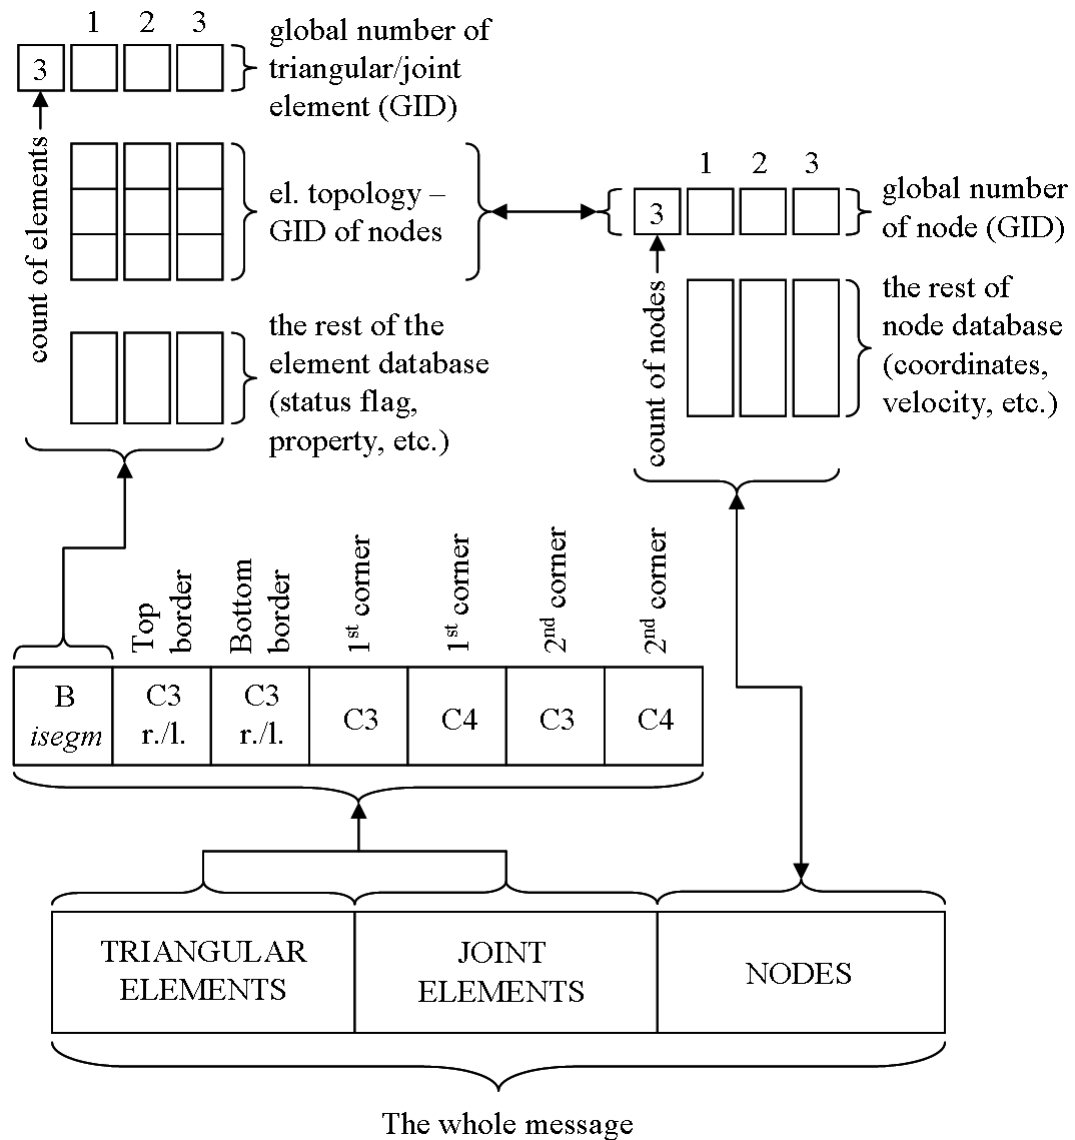 1 2 3
3
global number of
triangular/joint
element (GID)
count of elements
el. topology –
GID of nodes
the rest of the
element database
(status flag,
property, etc.)
1 2 3
3
global number
of node (GID)
count of nodes
the rest of
node database
(coordinates,
velocity, etc.)
Top
border
Bottom
border
1st corner
1st corner
2nd corner
2nd corner
B
isegm
C3
r./l.
C3
r./l.
C3
C4
C3
C4
TRIANGULAR
ELEMENTS
JOINT
ELEMENTS
NODES
The whole message